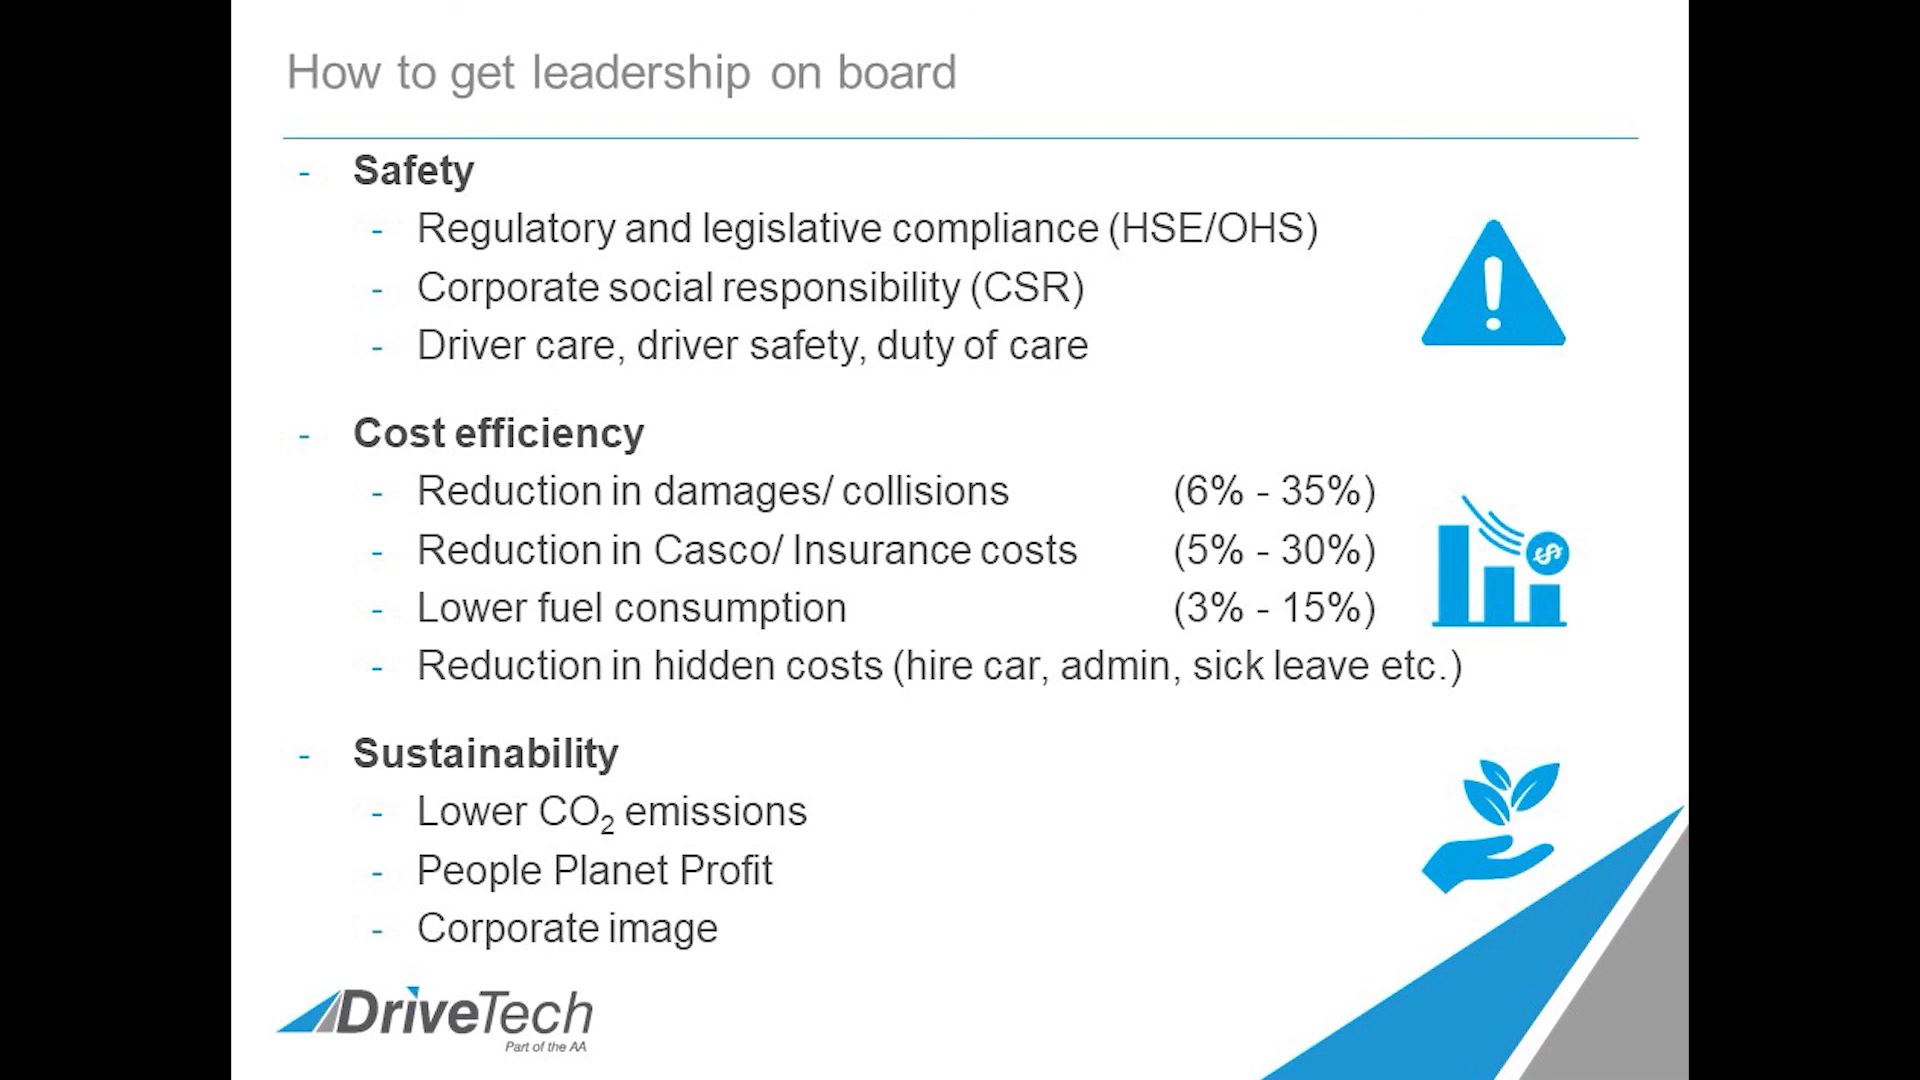 How to get leadership on board
- Safety
- Regulatory and legislative compliance (HSE/OHS)
- Corporate social responsibility (CSR)
- Driver care, driver safety, duty of care
- Cost efficiency
- Reduction in damages/ collisions (6% - 35%)
- Reduction in Casco/ Insurance costs (5% - 30%)
- Lower fuel consumption (3% - 15%)
- Reduction in hidden costs (hire car, admin, sick leave etc.)
- Sustainability
- Lower CO₂ emissions
- People Planet Profit
- Corporate image
DriveTech
Part of the AA